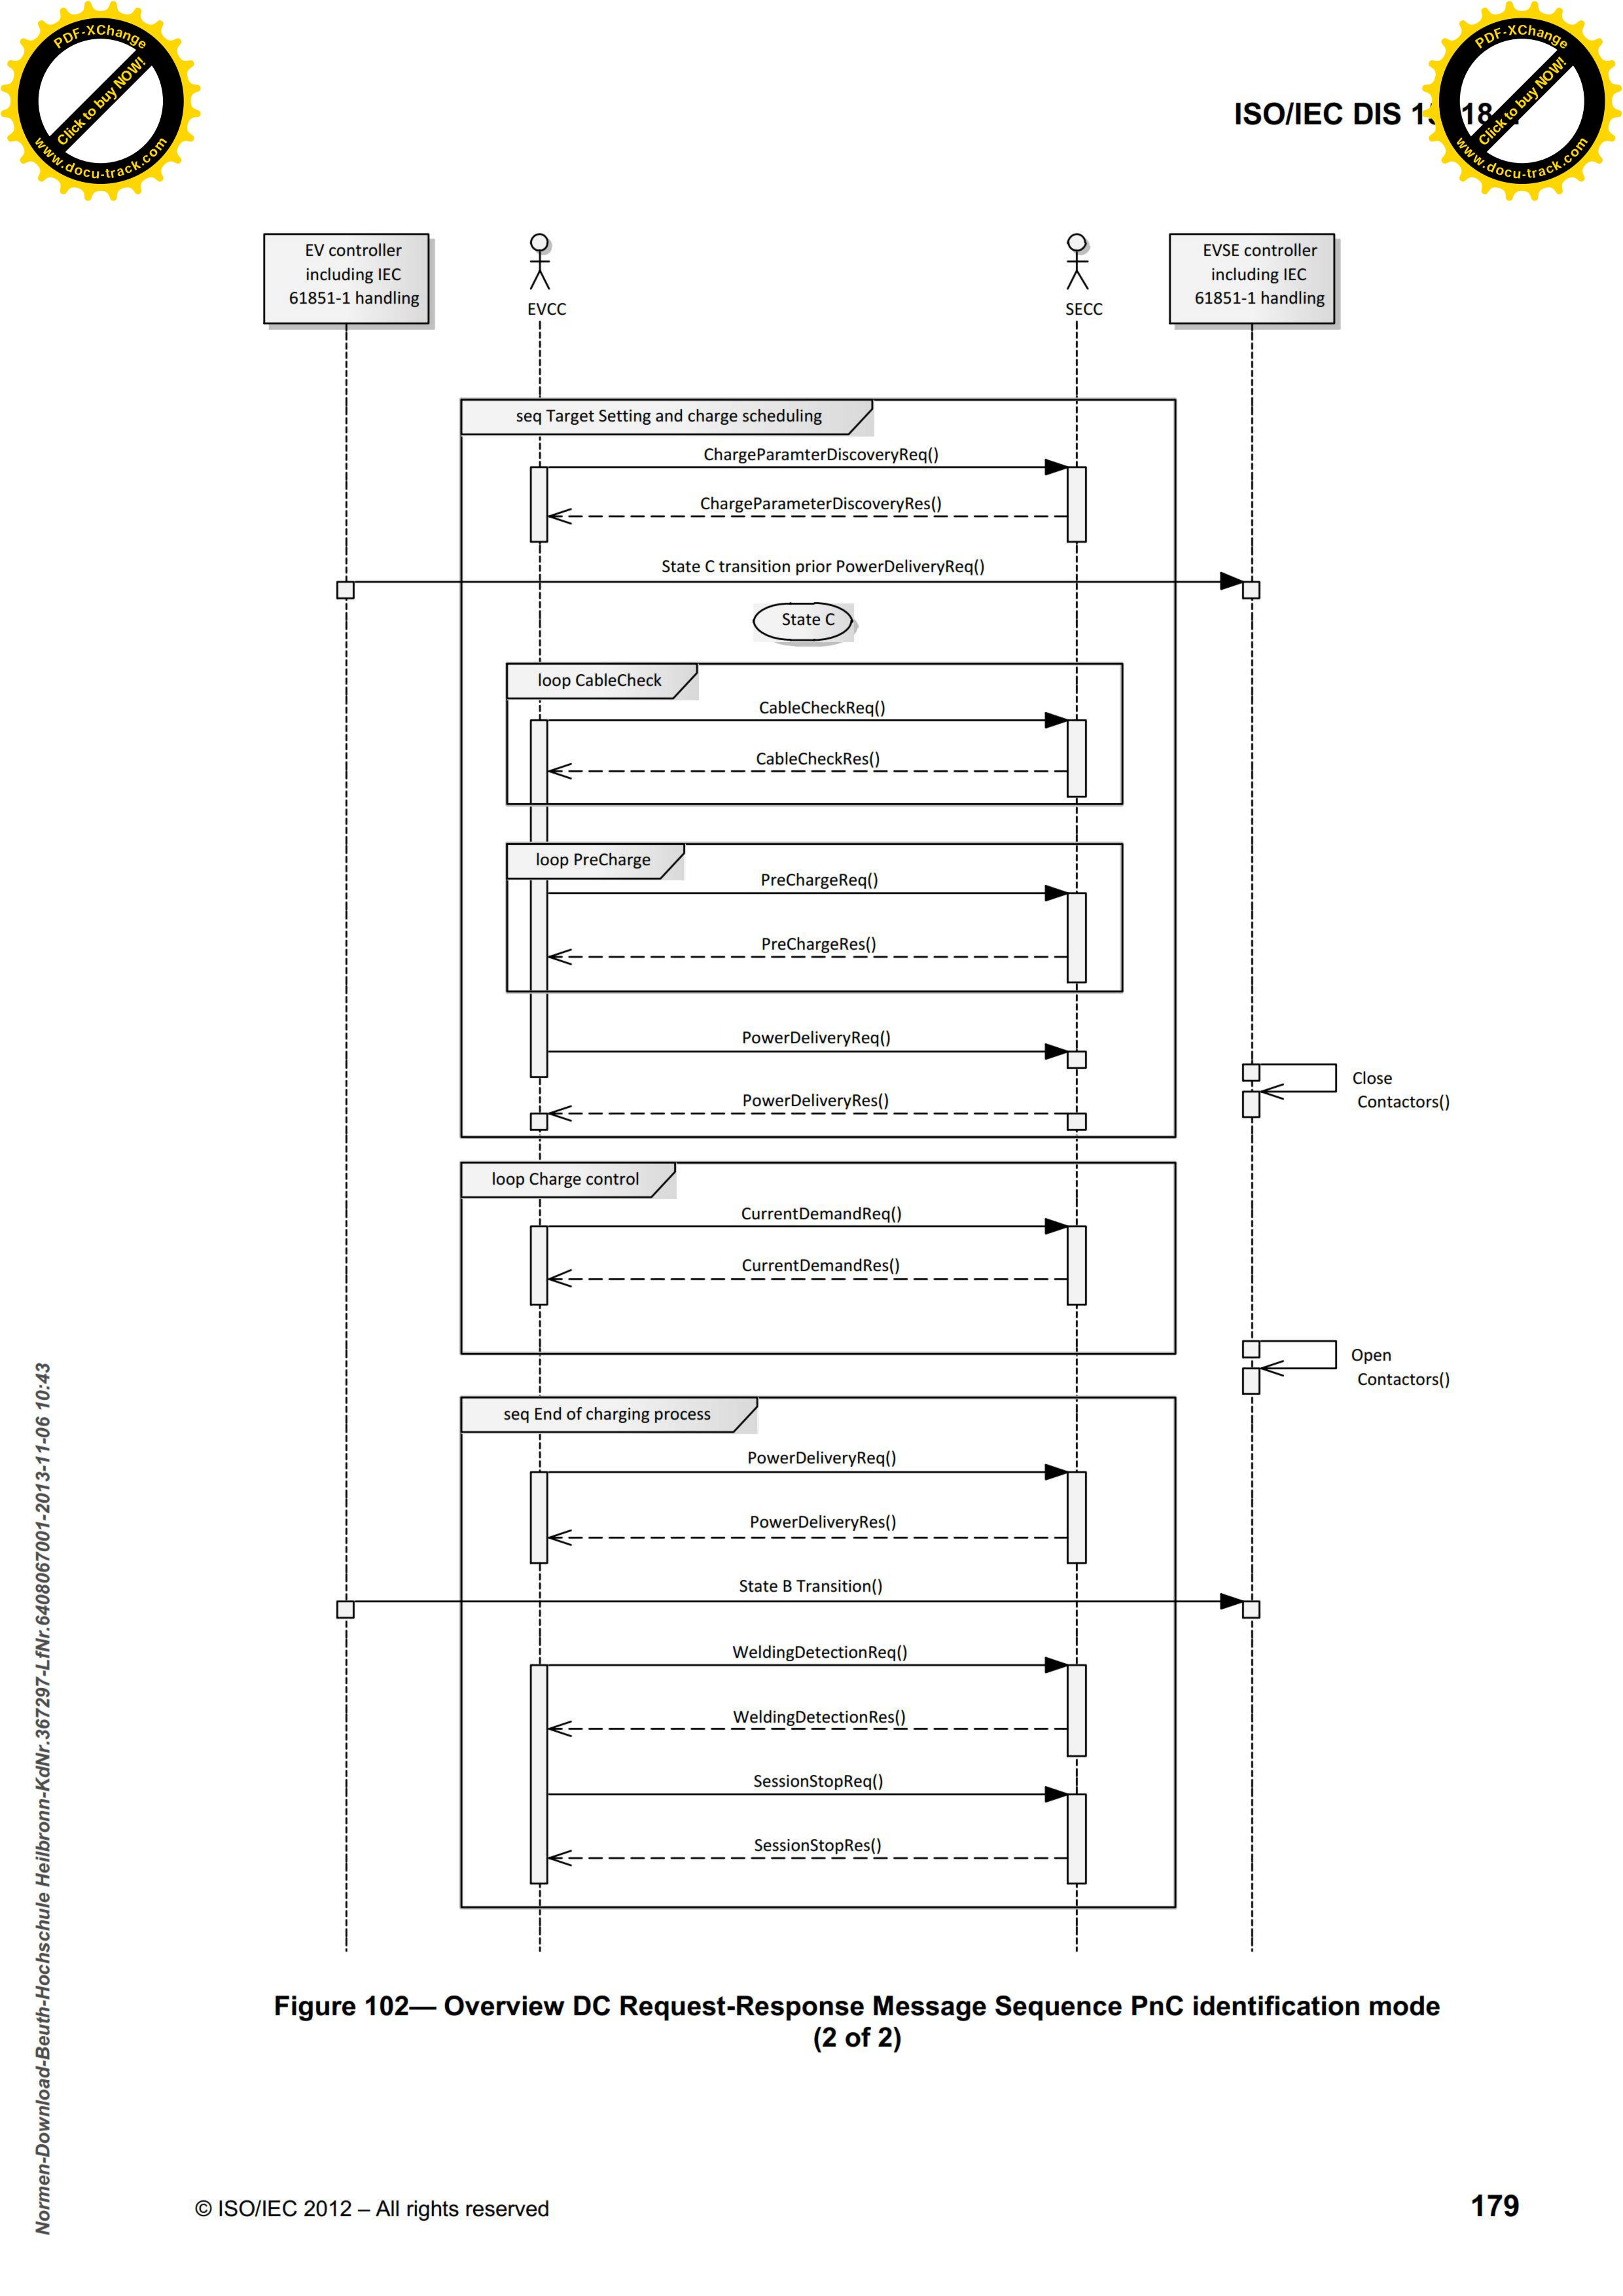 PDF-XChange
Click to buy NOW!
www.docu-track.com
PDF-XChange
Click to buy NOW!
www.docu-track.com
ISO/IEC DIS
EV controller
including IEC
61851-1 handling
EVCC
SECC
EVSE controller
including IEC
61851-1 handling
seq Target Setting and charge scheduling
ChargeParamterDiscoveryReq()
ChargeParameterDiscoveryRes()
State C transition prior PowerDeliveryReq()
State C
loop CableCheck
CableCheckReq()
CableCheckRes()
loop PreCharge
PreChargeReq()
PreChargeRes()
PowerDeliveryReq()
Close
Contactors()
PowerDeliveryRes()
loop Charge control
CurrentDemandReq()
CurrentDemandRes()
Open
Contactors()
seq End of charging process
PowerDeliveryReq()
PowerDeliveryRes()
State B Transition()
WeldingDetectionReq()
WeldingDetectionRes()
SessionStopReq()
SessionStopRes()
Figure 102— Overview DC Request-Response Message Sequence PnC identification mode
(2 of 2)
Normen-Download-Beuth-Hochschule Heilbronn-KdNr.367297-LfNr.6408067001-2013-11-06 10:43
© ISO/IEC 2012 – All rights reserved
179